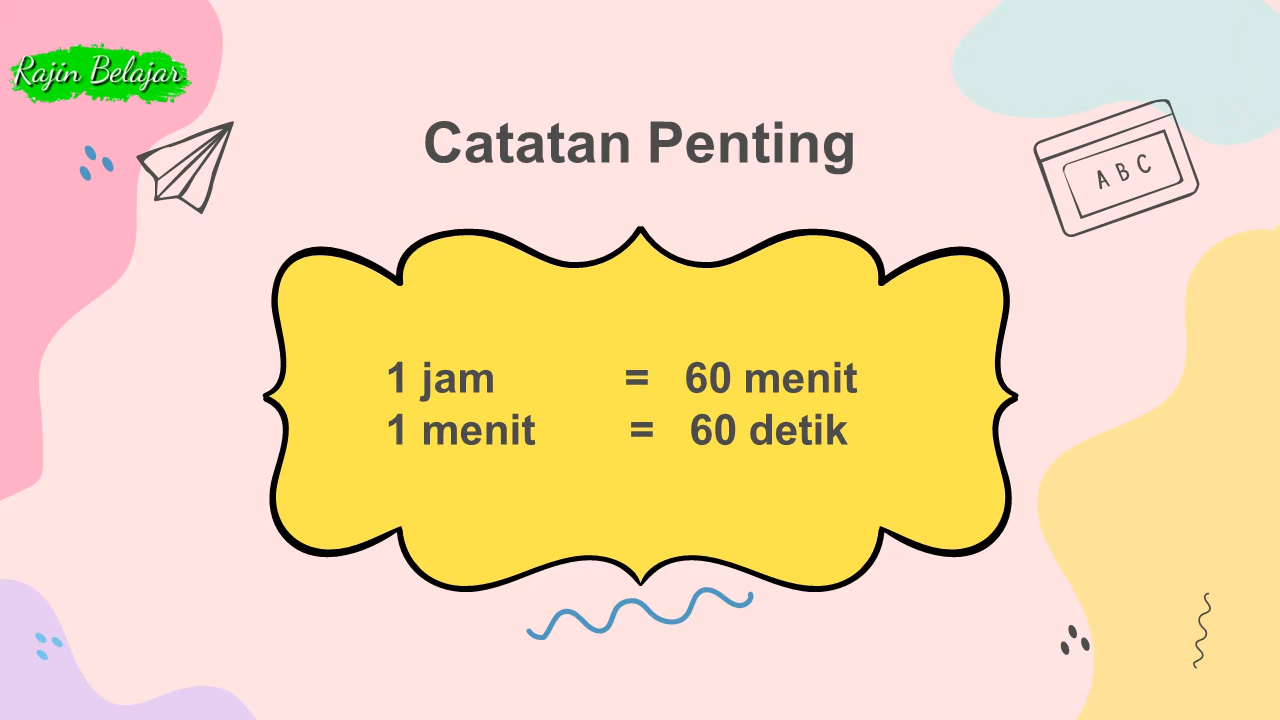 Rajin Belajar
Catatan Penting
A B C
1 jam = 60 menit
1 menit = 60 detik